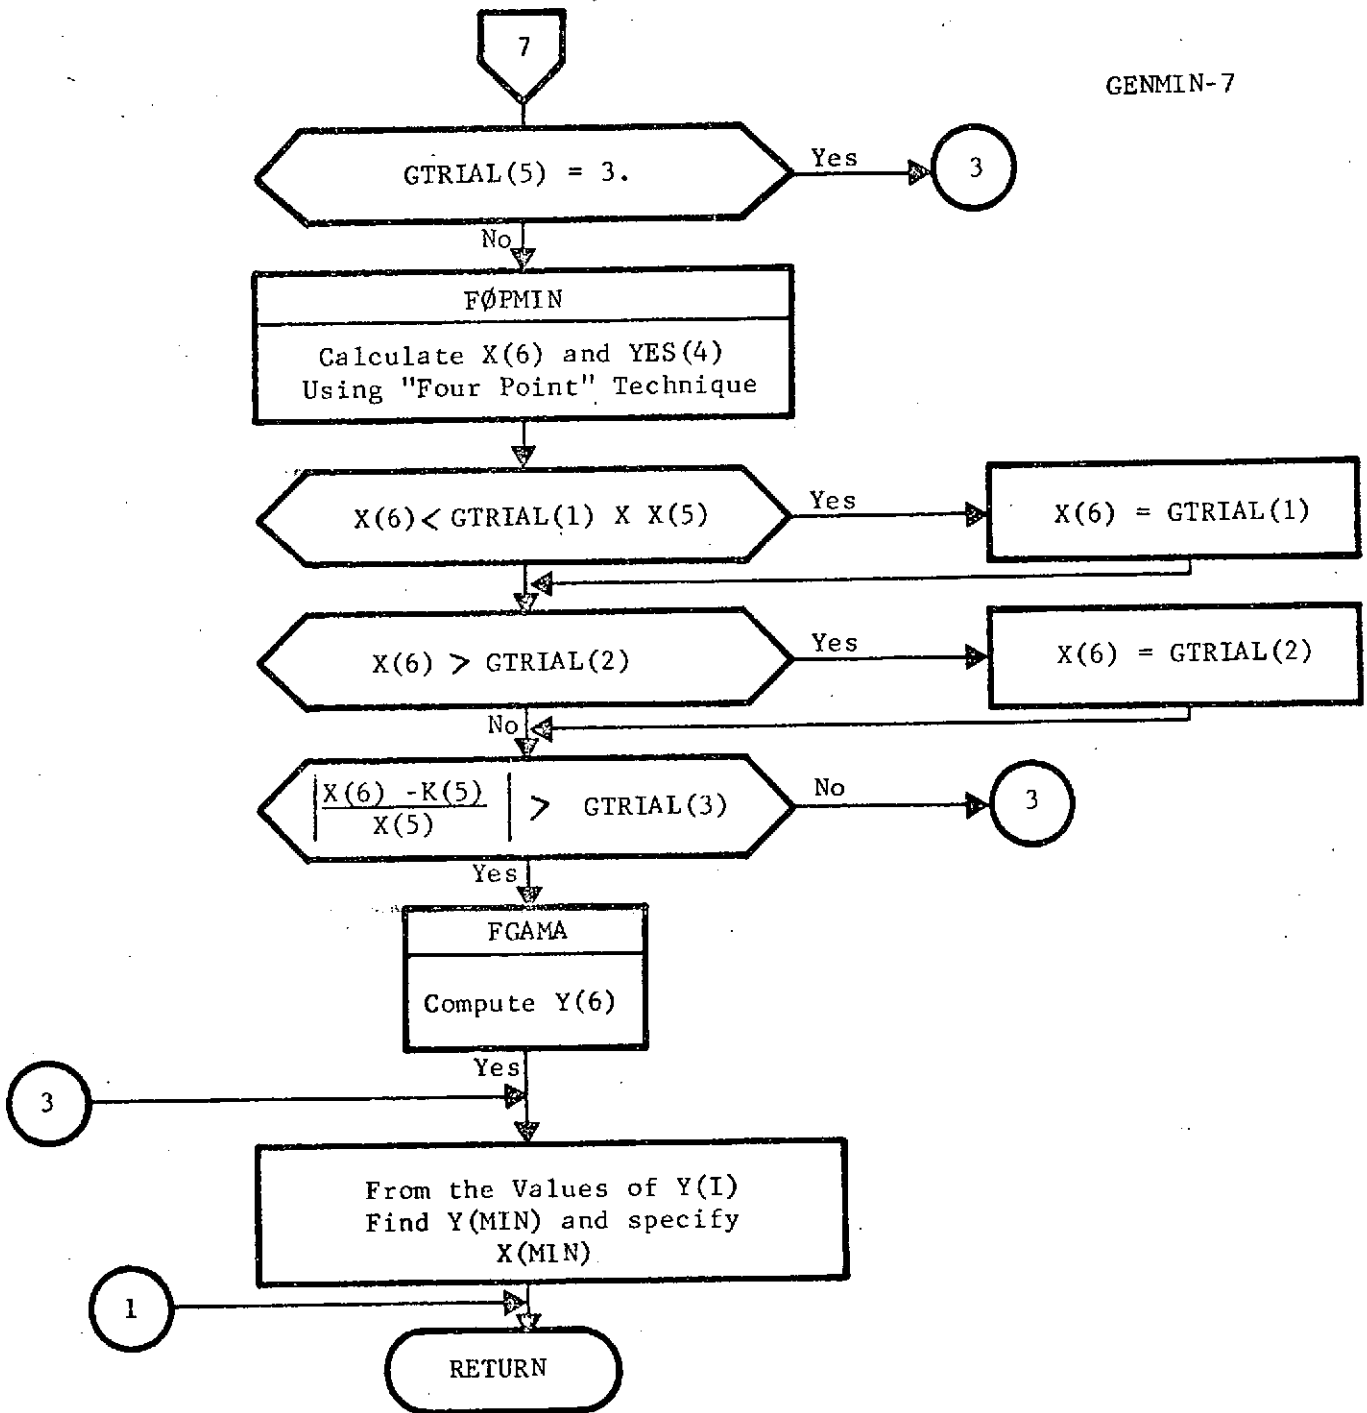 7
GENMIN-7
GTRIAL(5) = 3.
Yes
3
No
FØPMIN
Calculate X(6) and YES(4)
Using "Four Point" Technique
X(6)< GTRIAL(1) X X(5)
Yes
X(6) = GTRIAL(1)
X(6) > GTRIAL(2)
Yes
X(6) = GTRIAL(2)
No
|X(6) -K(5)
X(5)| > GTRIAL(3)
No
3
Yes
FGAMA
Compute Y(6)
Yes
3
From the Values of Y(I)
Find Y(MIN) and specify
X(MIN)
1
RETURN